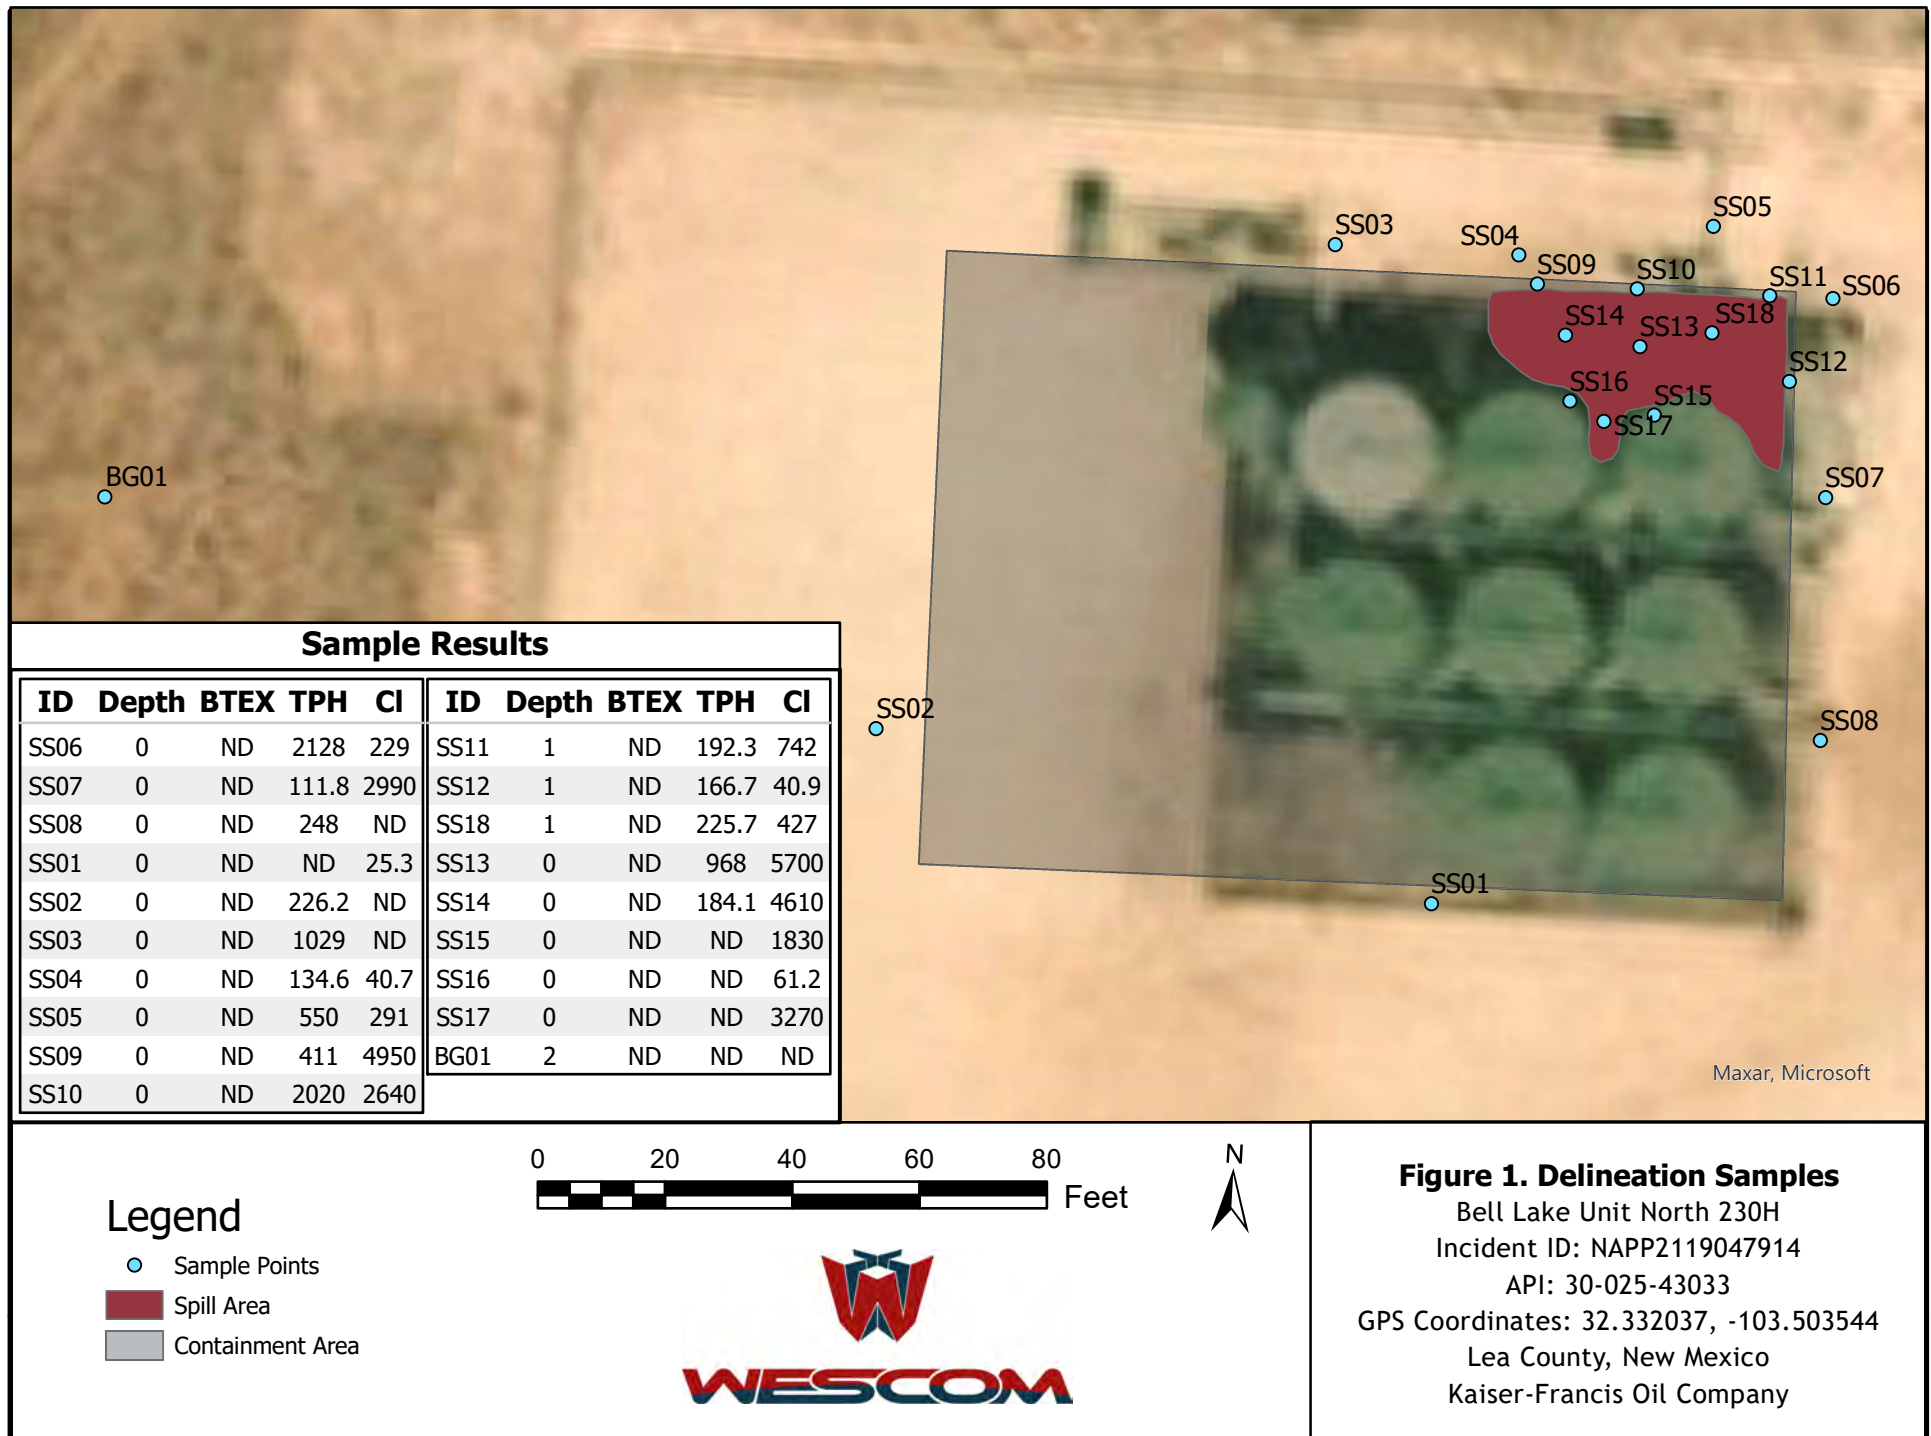 SS05
SS03
SS04
SS09
SS10
SS11
SS06
SS14
SS13
SS18
SS12
SS16
SS15
SS17
BG01
SS07
SS02
SS08
SS01
Sample Results
ID Depth BTEX TPH Cl ID Depth BTEX TPH Cl
SS06 0 ND 2128 229 SS11 1 ND 192.3 742
SS07 0 ND 111.8 2990 SS12 1 ND 166.7 40.9
SS08 0 ND 248 ND SS18 1 ND 225.7 427
SS01 0 ND ND 25.3 SS13 0 ND 968 5700
SS02 0 ND 226.2 ND SS14 0 ND 184.1 4610
SS03 0 ND 1029 ND SS15 0 ND ND 1830
SS04 0 ND 134.6 40.7 SS16 0 ND ND 61.2
SS05 0 ND 550 291 SS17 0 ND ND 3270
SS09 0 ND 411 4950 BG01 2 ND ND ND
SS10 0 ND 2020 2640
Maxar, Microsoft
Legend
Sample Points
Spill Area
Containment Area
0 20 40 60 80
Feet
N
WESCOM
Figure 1. Delineation Samples
Bell Lake Unit North 230H
Incident ID: NAPP2119047914
API: 30-025-43033
GPS Coordinates: 32.332037, -103.503544
Lea County, New Mexico
Kaiser-Francis Oil Company